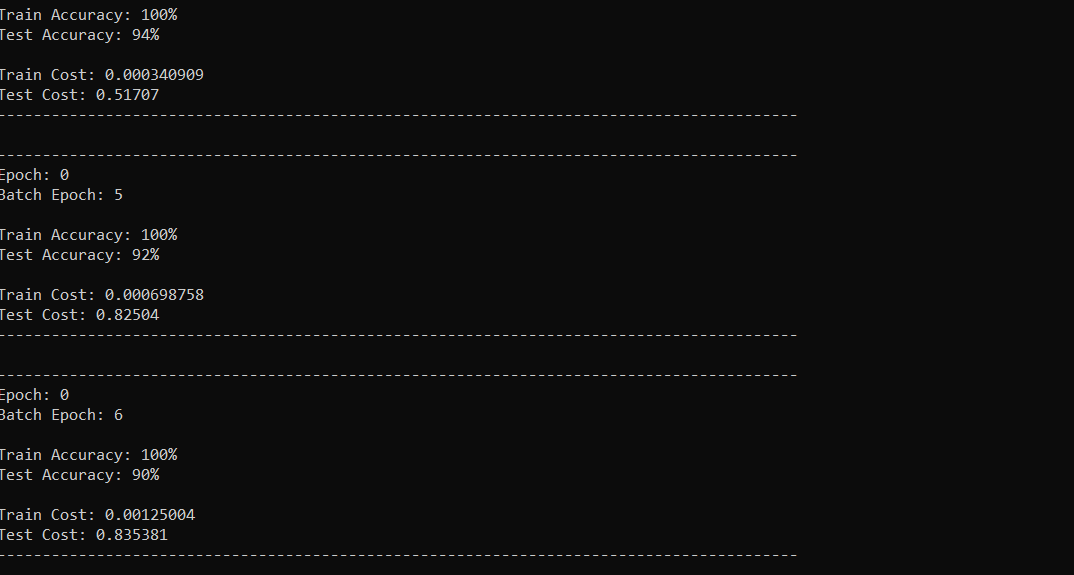 Train Accuracy: 100%
Test Accuracy: 94%
Train Cost: 0.000340909
Test Cost: 0.51707
-----------------------------------------------------------------------------------------
-----------------------------------------------------------------------------------------
Epoch: 0
Batch Epoch: 5
Train Accuracy: 100%
Test Accuracy: 92%
Train Cost: 0.000698758
Test Cost: 0.82504
-----------------------------------------------------------------------------------------
-----------------------------------------------------------------------------------------
Epoch: 0
Batch Epoch: 6
Train Accuracy: 100%
Test Accuracy: 90%
Train Cost: 0.00125004
Test Cost: 0.835381
-----------------------------------------------------------------------------------------